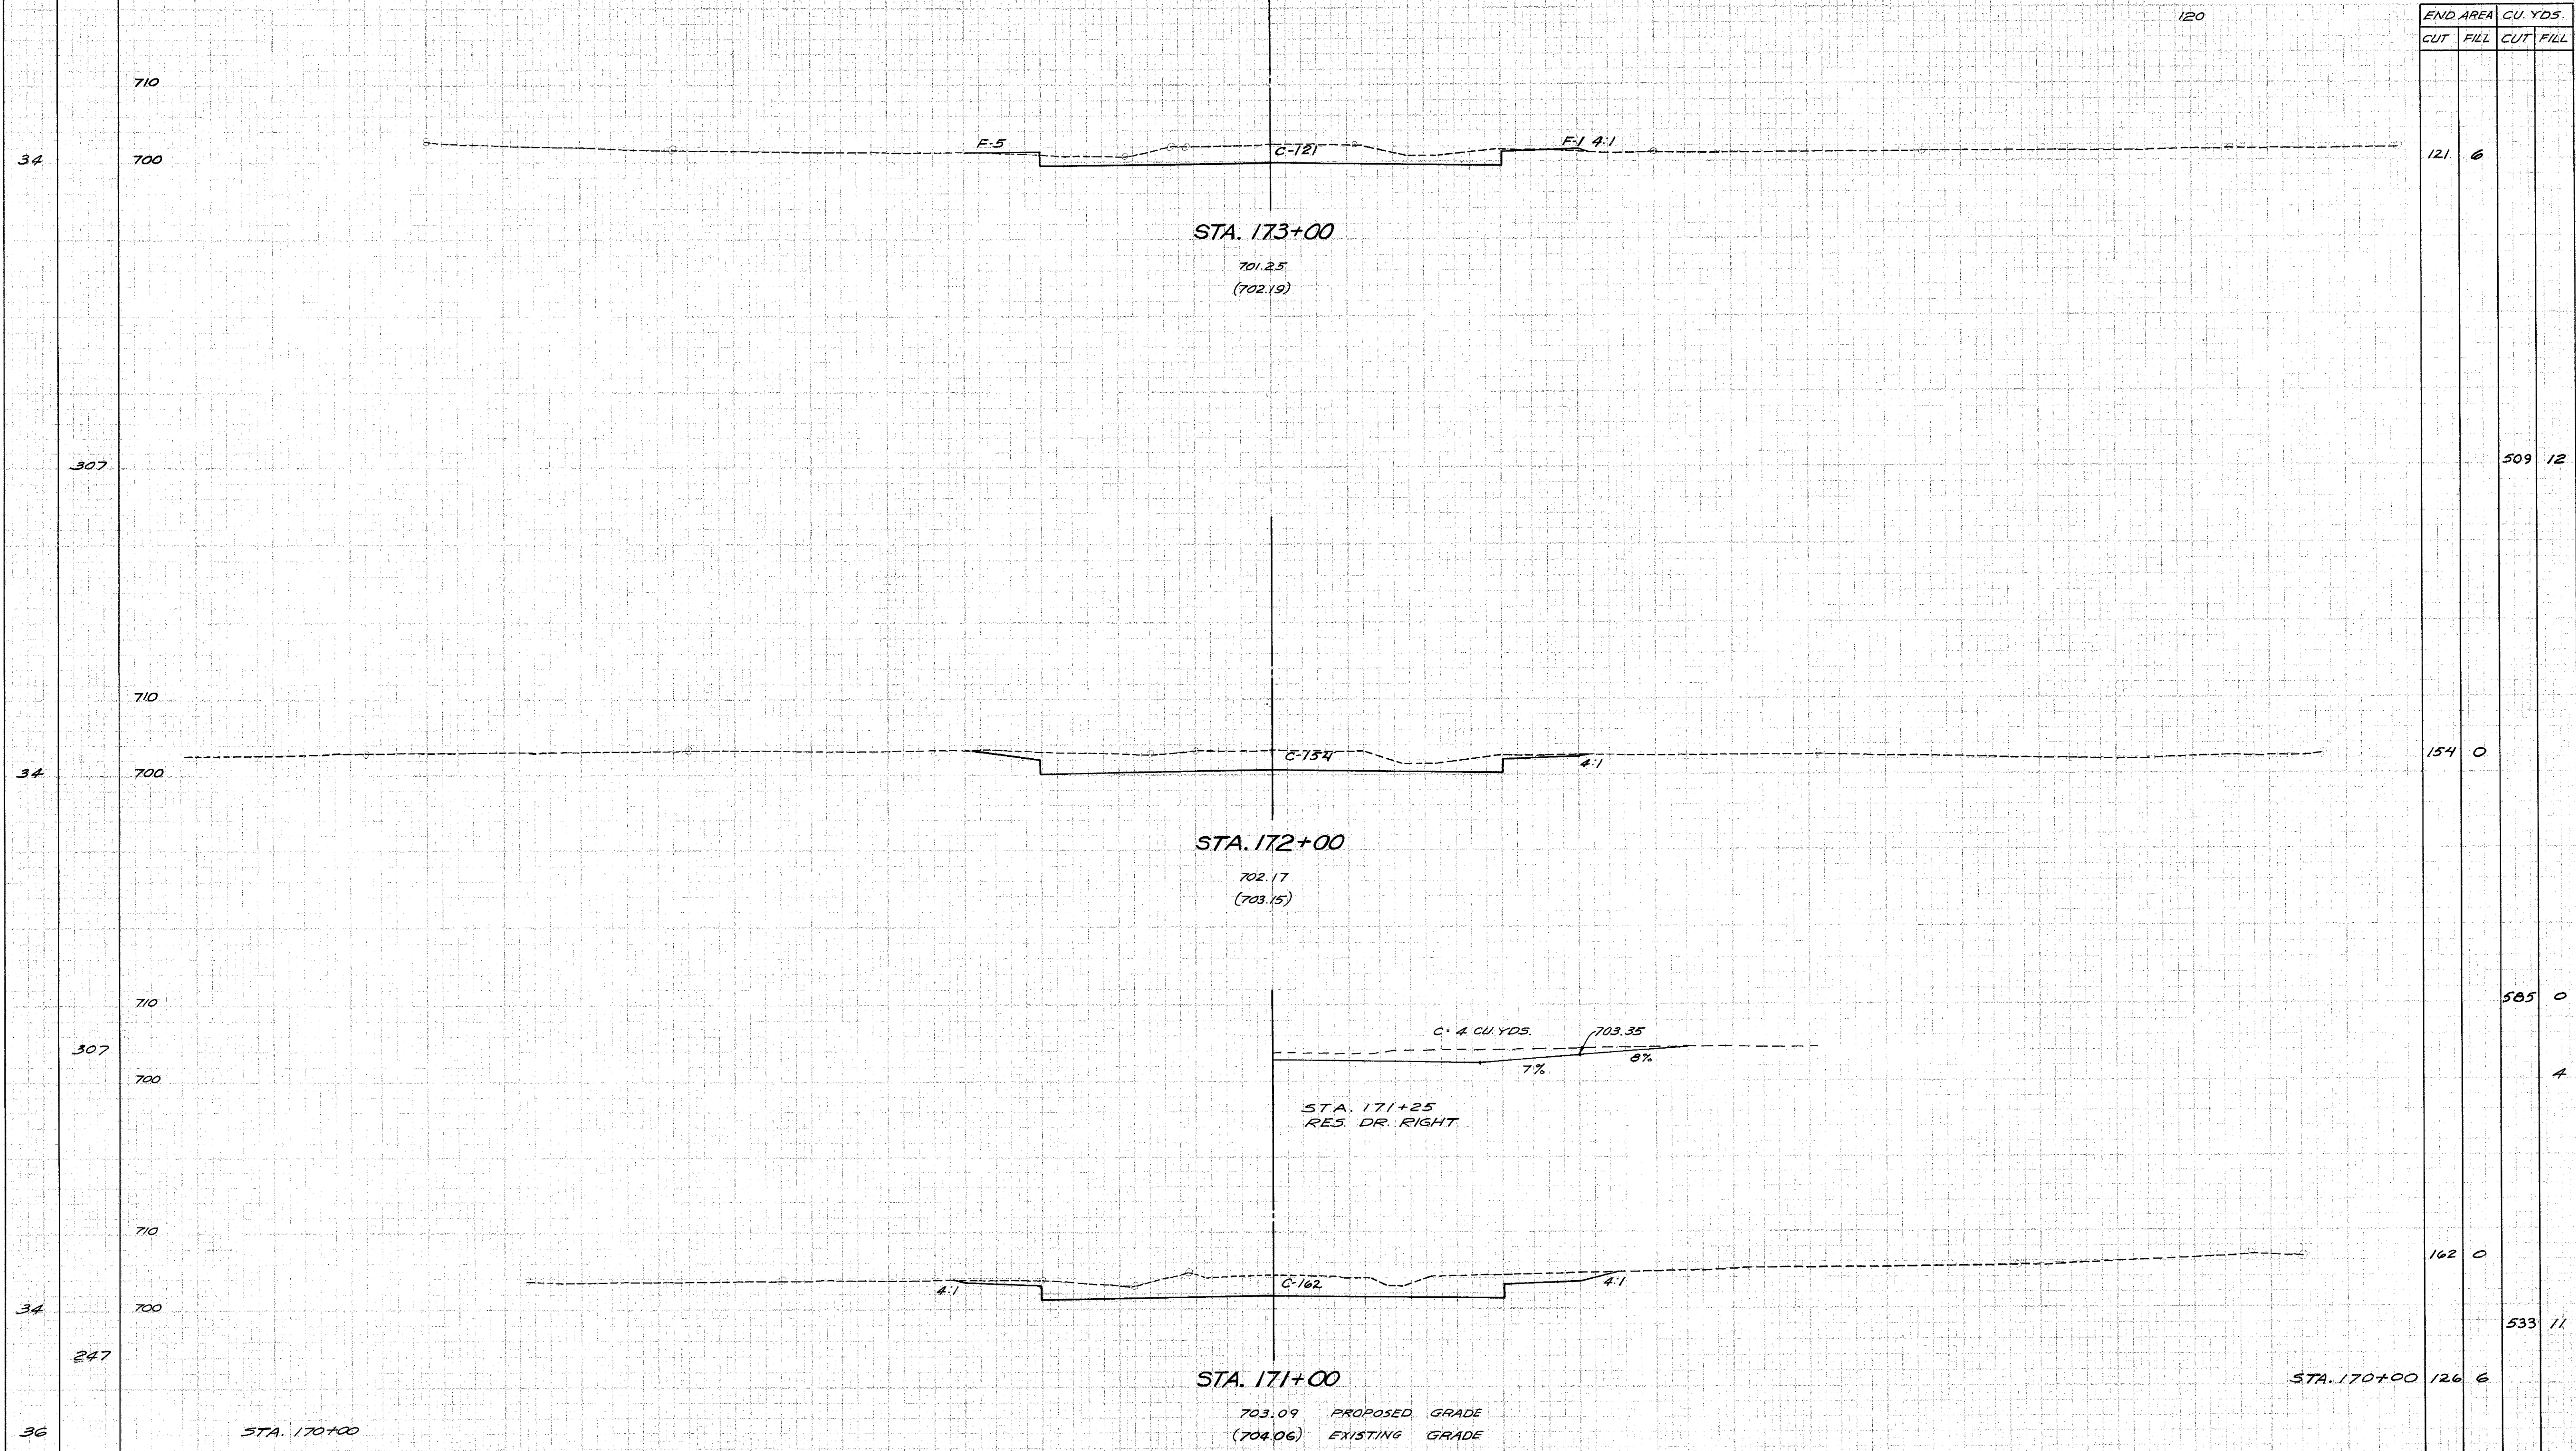 120
END AREA CU. YDS.
CUT FILL CUT FILL
710
F-5
C-121
F-1 4:1
34
700
121 6
STA. 173+00
701.25
(702.19)
307
509 12
710
C-154
4:1
34
700
154 0
STA. 172+00
702.17
(703.15)
710
585 0
C= 4 CU. YDS.
703.35
307
8%
7%
700
4
STA. 171+25
RES. DR. RIGHT
710
162 0
4:1
C-162
4:1
34
700
533 11
247
STA. 171+00
STA. 170+00 126 6
703.09 PROPOSED GRADE
36
STA. 170+00
(704.06) EXISTING GRADE